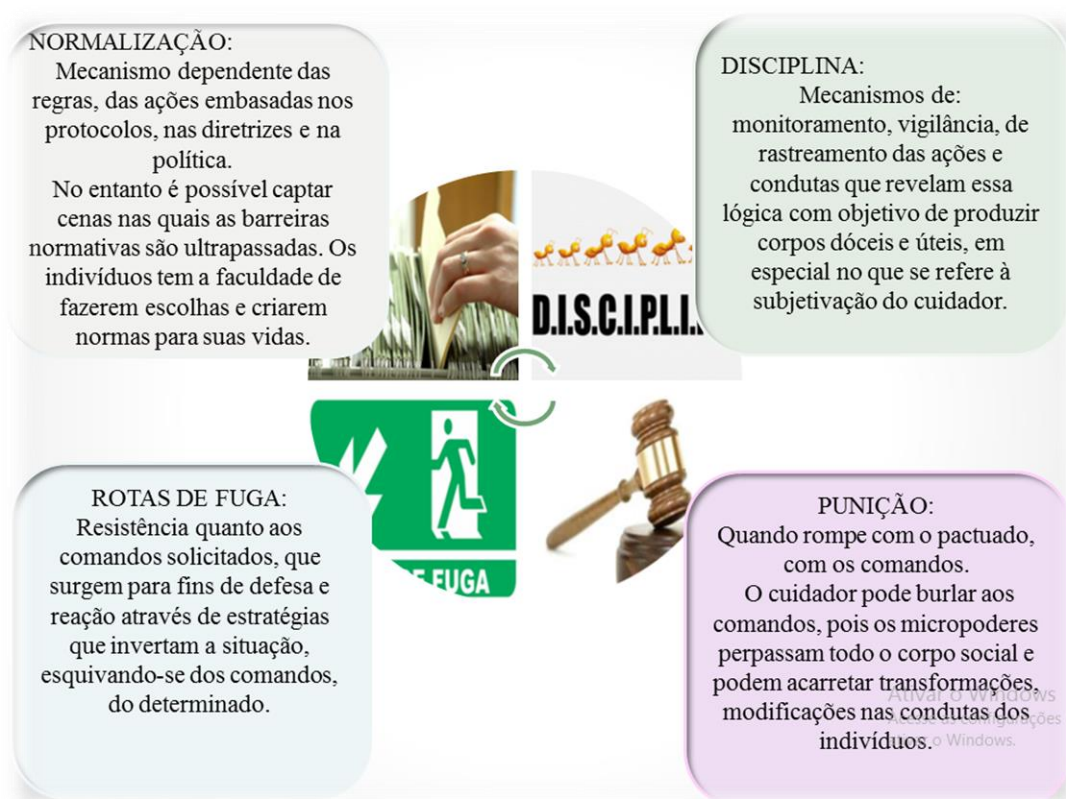 NORMALIZAÇÃO:
Mecanismo dependente das
regras, das ações embasadas nos
protocolos, nas diretrizes e na
política.
No entanto é possível captar
cenas nas quais as barreiras
normativas são ultrapassadas. Os
indivíduos tem a faculdade de
fazerem escolhas e criarem
normas para suas vidas.
DISCIPLINA:
Mecanismos de:
monitoramento, vigilância, de
rastreamento das ações e
condutas que revelam essa
lógica com objetivo de produzir
corpos dóceis e úteis, em
especial no que se refere à
subjetivação do cuidador.
D.I.S.C.I.P.L.I.
ROTAS DE FUGA:
Resistência quanto aos
comandos solicitados, que
surgem para fins de defesa e
reação através de estratégias
que invertam a situação,
esquivando-se dos comandos,
do determinado.
FUGA
PUNIÇÃO:
Quando rompe com o pactuado,
com os comandos.
O cuidador pode burlar aos
comandos, pois os micropoderes
perpassam todo o corpo social e
podem acarretar transformações,
modificações nas condutas dos
indivíduos.
Ativar o Windows
Acesse as configurações
ativar o Windows.